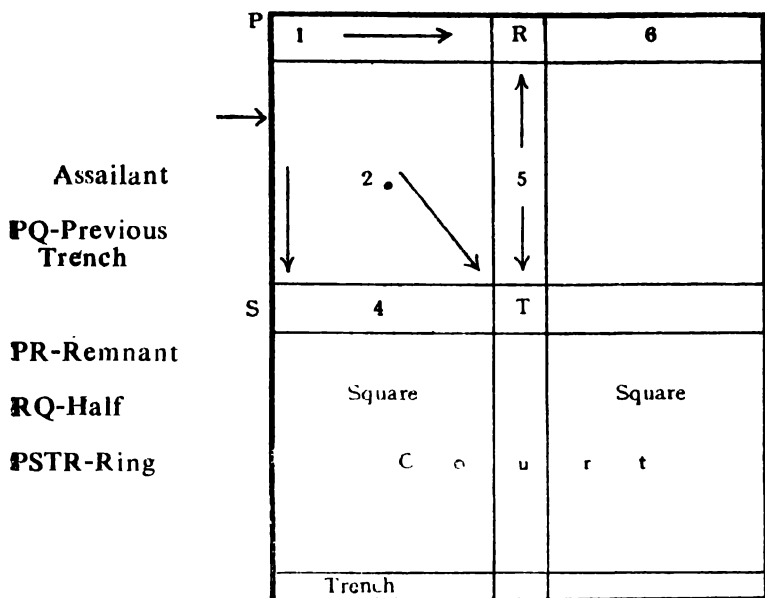 P 1 R 6
Assailant 2 5
PQ-Previous
Trench
S 4 T
PR-Remnant
Square Square
RQ-Half
PSTR-Ring C o u r t
Trench